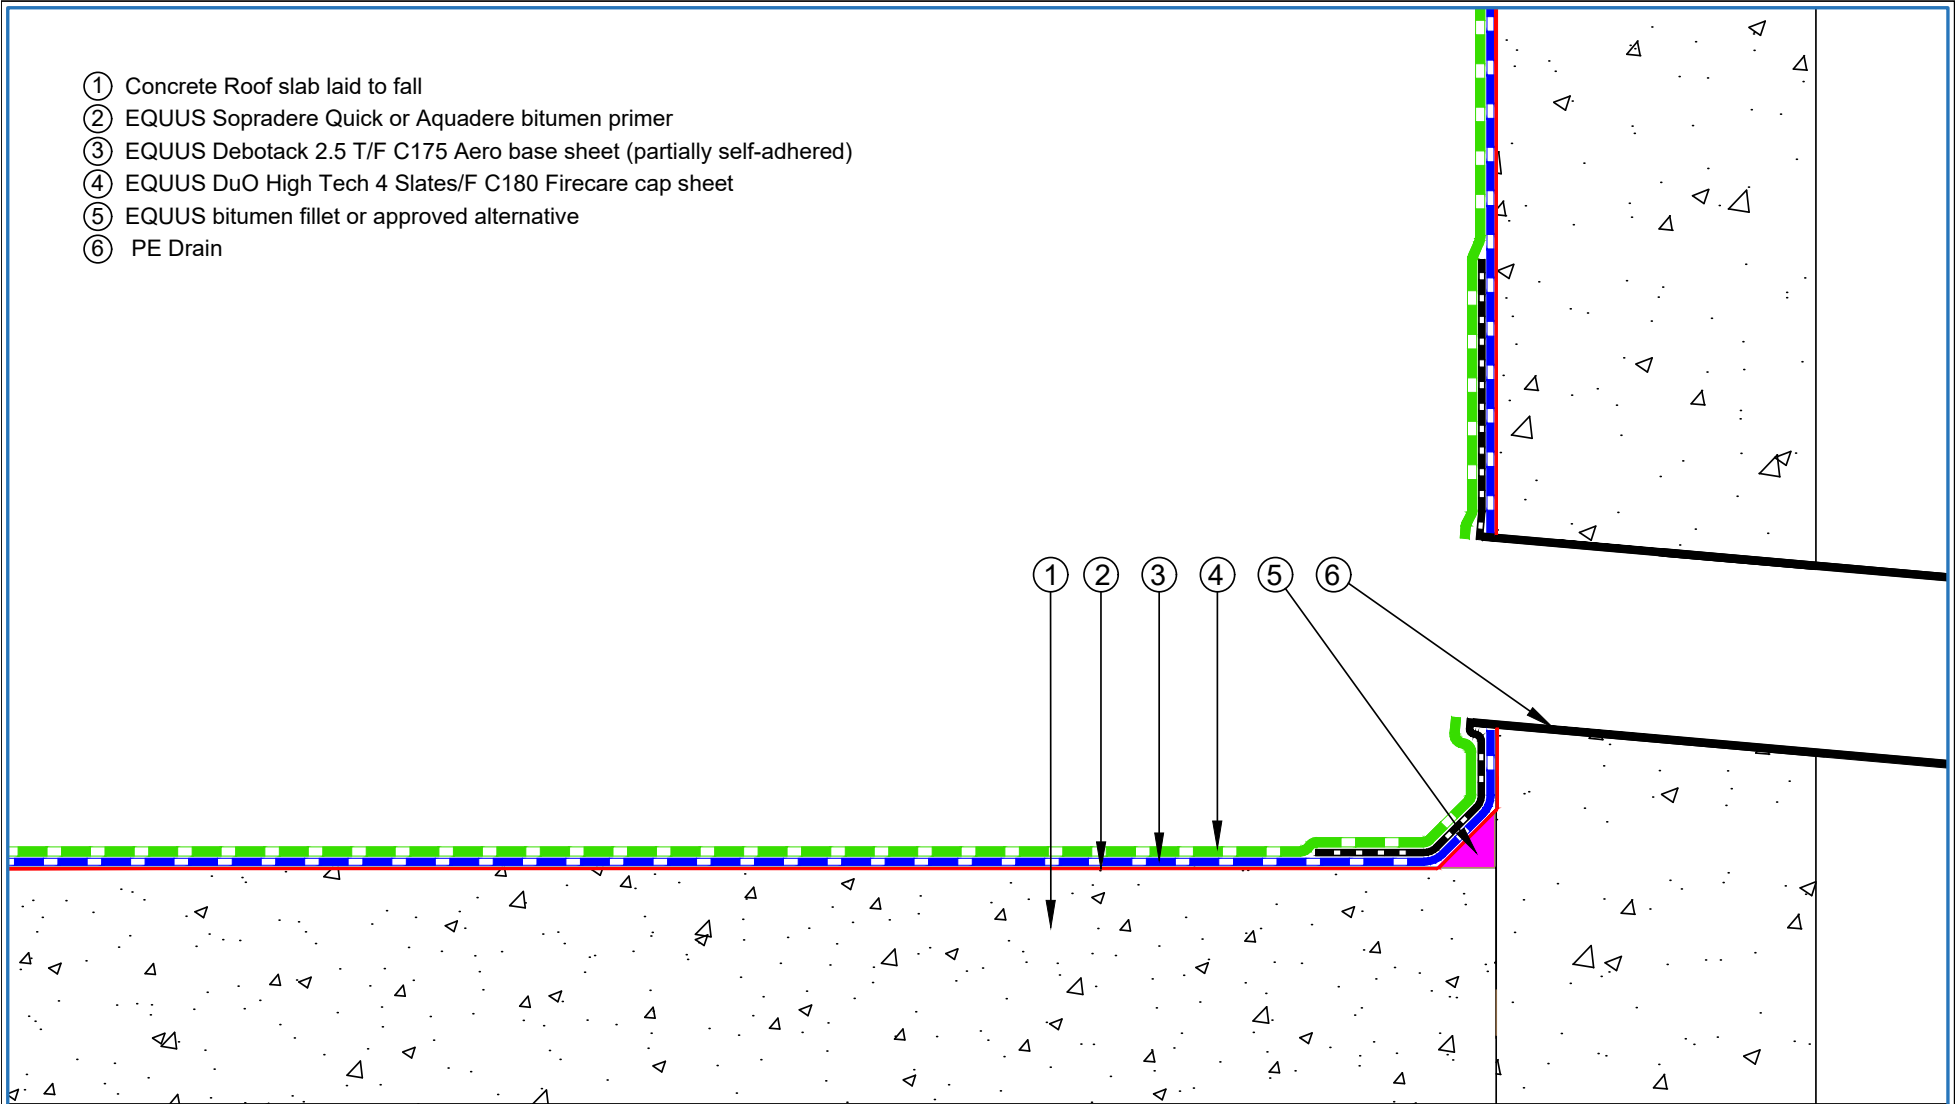 ① Concrete Roof slab laid to fall
② EQUUS Sopradere Quick or Aquadere bitumen primer
③ EQUUS Debotack 2.5 T/F C175 Aero base sheet (partially self-adhered)
④ EQUUS DuO High Tech 4 Slates/F C180 Firecare cap sheet
⑤ EQUUS bitumen fillet or approved alternative
⑥ PE Drain
① ② ③ ④ ⑤ ⑥